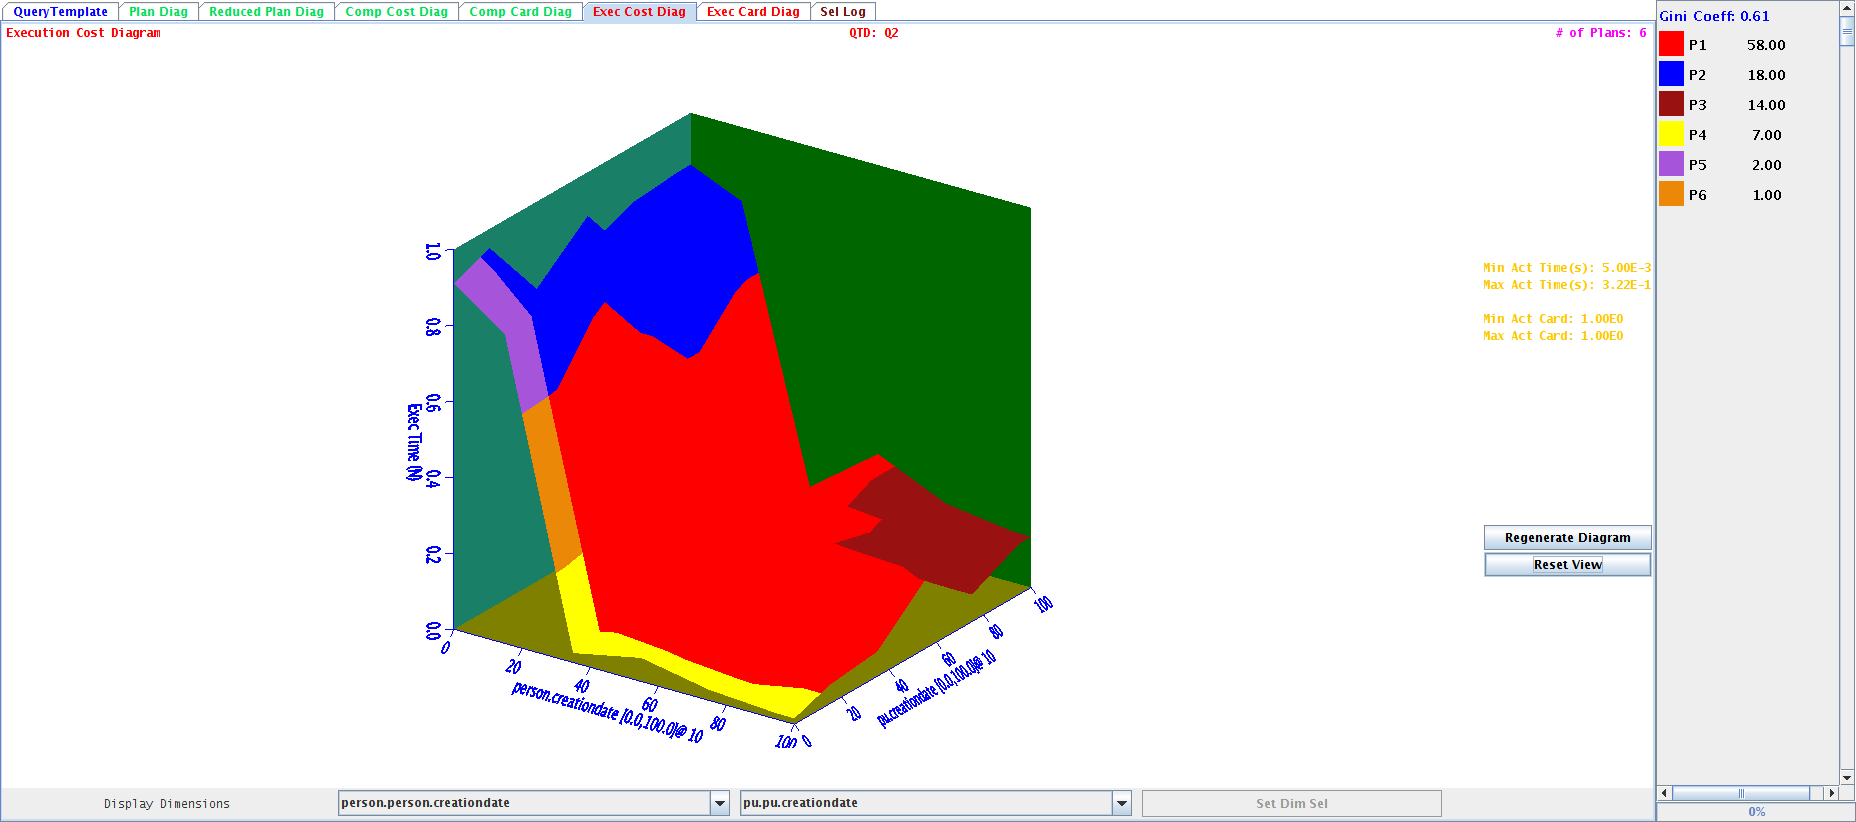 QueryTemplate Plan Diag Reduced Plan Diag Comp Cost Diag Comp Card Diag Exec Cost Diag Exec Card Diag Sel Log
Execution Cost Diagram QTD: Q2 # of Plans: 6
Gini Coeff: 0.61
P1 58.00
P2 18.00
P3 14.00
P4 7.00
P5 2.00
P6 1.00
Min Act Time(s): 5.00E-3
Max Act Time(s): 3.22E-1
Min Act Card: 1.00E0
Max Act Card: 1.00E0
1.0
0.8
0.6
0.4
0.2
0.0
Exec Time (N)
0
20
40
60
80
100
person.creationdate [0.0,100.0]@ 10
0
20
40
60
80
100
pu.creationdate [0.0,100.0]@ 10
Regenerate Diagram
Reset View
Display Dimensions person.person.creationdate pu.pu.creationdate Set Dim Sel
0%